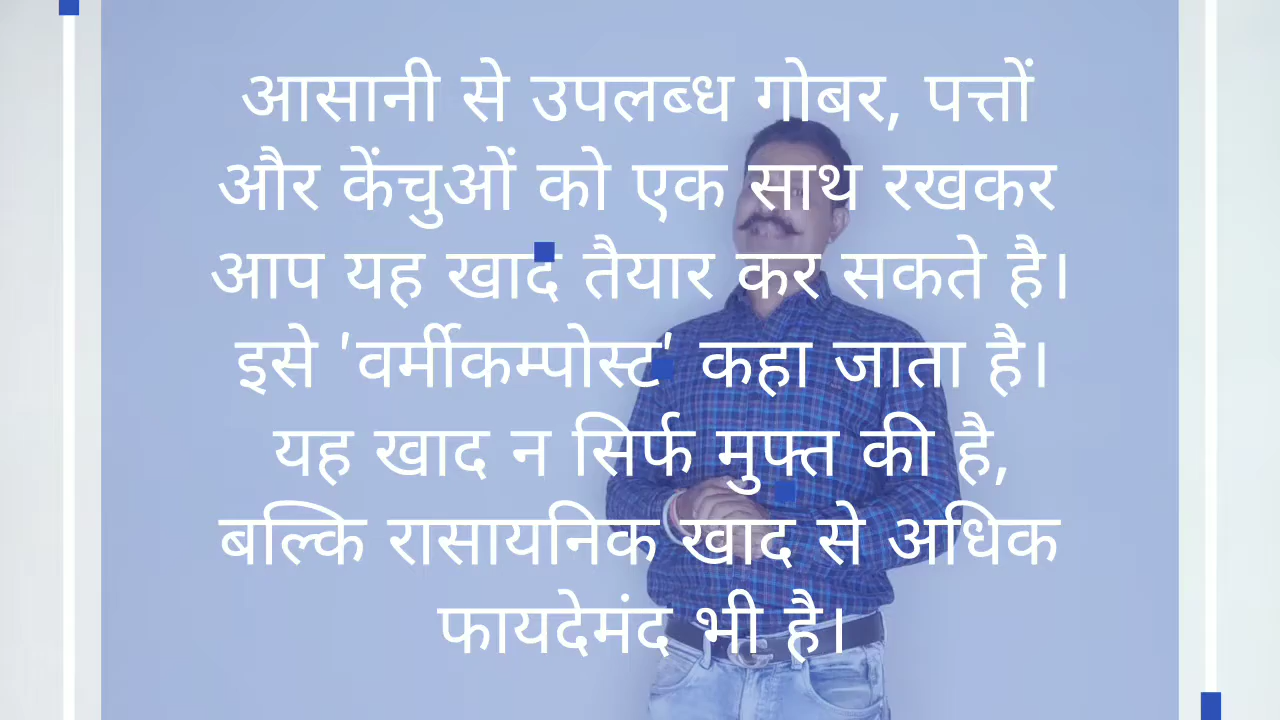 आसानी से उपलब्ध गोबर, पत्तों
और केंचुओं को एक साथ रखकर
आप यह खाद तैयार कर सकते है।
इसे 'वर्मीकम्पोस्ट' कहा जाता है।
यह खाद न सिर्फ मुफ्त की है,
बल्कि रासायनिक खाद से अधिक
फायदेमंद भी है।